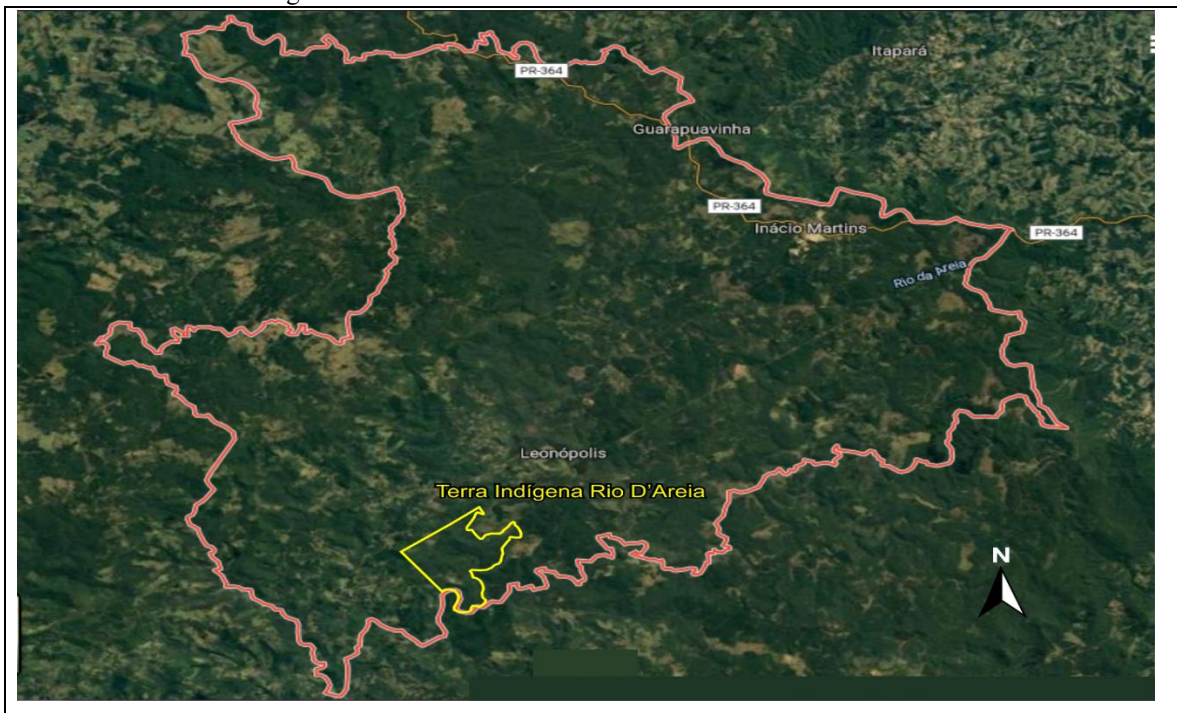 Itapará
PR-364
Guarapuavinha
PR-364
Inácio Martins
PR-364
Rio da Areia
Leonópolis
Terra Indígena Rio D'Areia
N